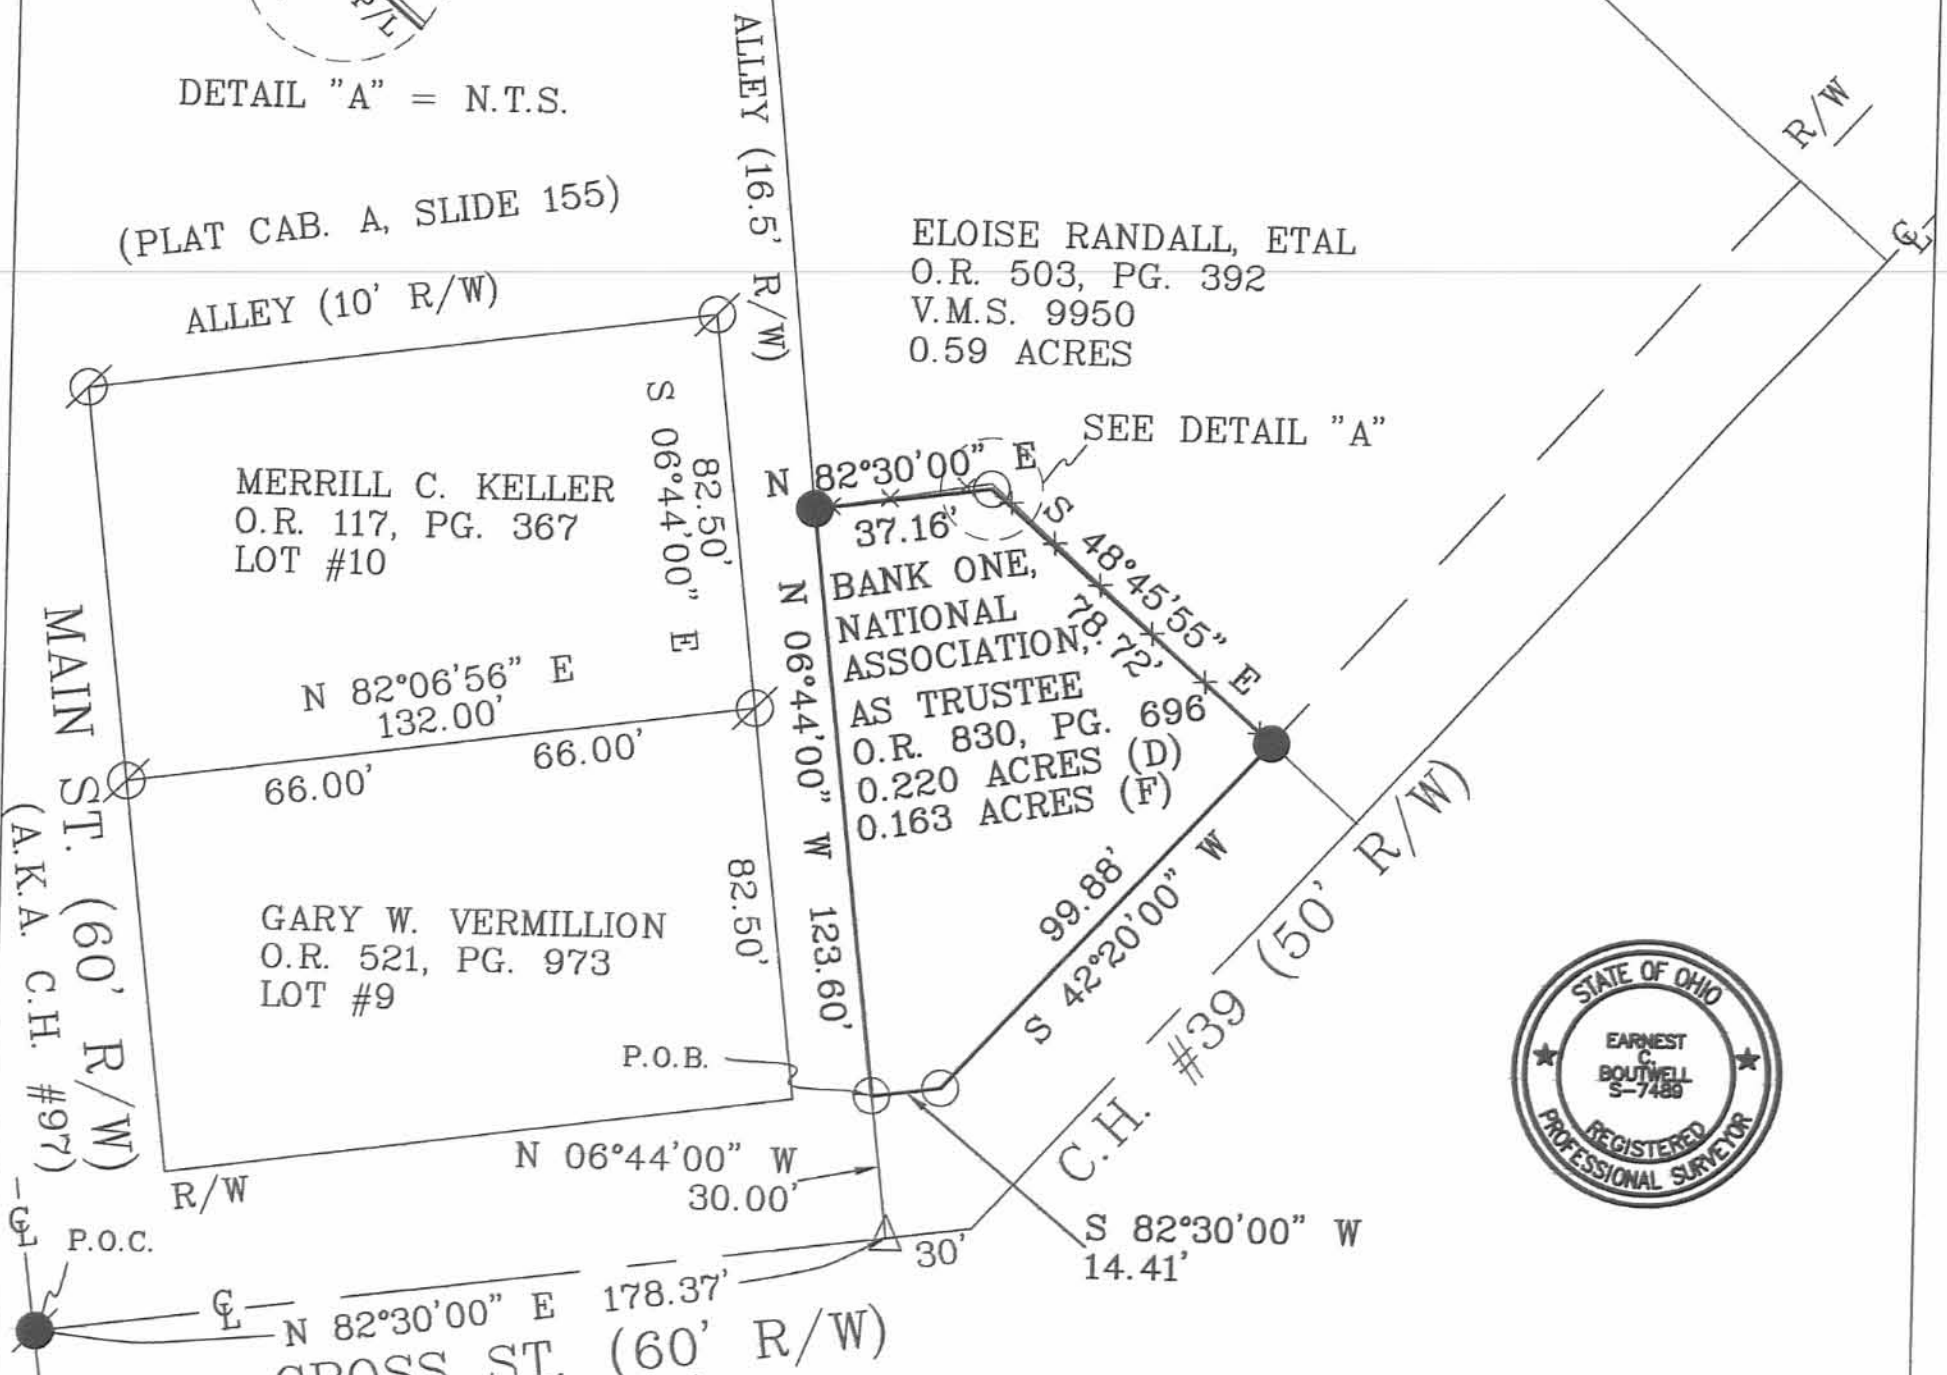 P/L
DETAIL "A" = N.T.S.
(PLAT CAB. A, SLIDE 155)
ALLEY (10' R/W)
ALLEY (16.5' R/W)
ELOISE RANDALL, ETAL
O.R. 503, PG. 392
V.M.S. 9950
0.59 ACRES
R/W
℄
SEE DETAIL "A"
MERRILL C. KELLER
O.R. 117, PG. 367
LOT #10
S 06°44'00" E
82.50'
N 82°30'00" E
37.16'
S 48°45'55" E
78.72'
BANK ONE,
NATIONAL
ASSOCIATION,
AS TRUSTEE
O.R. 830, PG. 696
0.220 ACRES (D)
0.163 ACRES (F)
N 06°44'00" W 123.60'
N 82°06'56" E
132.00'
66.00'
66.00'
MAIN ST. (60' R/W)
(A.K.A. C.H. #97)
GARY W. VERMILLION
O.R. 521, PG. 973
LOT #9
82.50'
99.88'
S 42°20'00" W
C.H. #39 (50' R/W)
P.O.B.
N 06°44'00" W
30.00'
R/W
℄
P.O.C.
30'
S 82°30'00" W
14.41'
℄
N 82°30'00" E 178.37'
CROSS ST. (60' R/W)
STATE OF OHIO
EARNEST
C.
BOUTWELL
S-7489
REGISTERED
PROFESSIONAL SURVEYOR